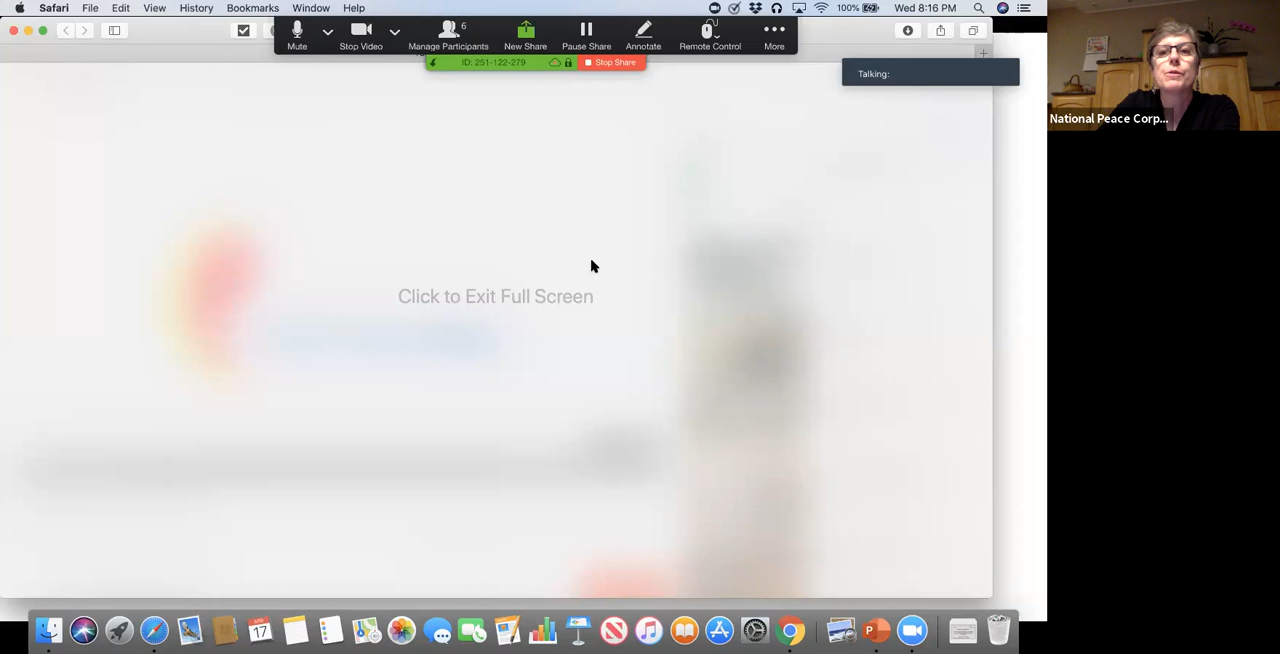 Safari File Edit View History Bookmarks Window Help 100% Wed 8:16 PM
6
Mute Stop Video Manage Participants New Share Pause Share Annotate Remote Control More
ID: 251-122-279 Stop Share
Talking:
National Peace Corp...
Click to Exit Full Screen
17